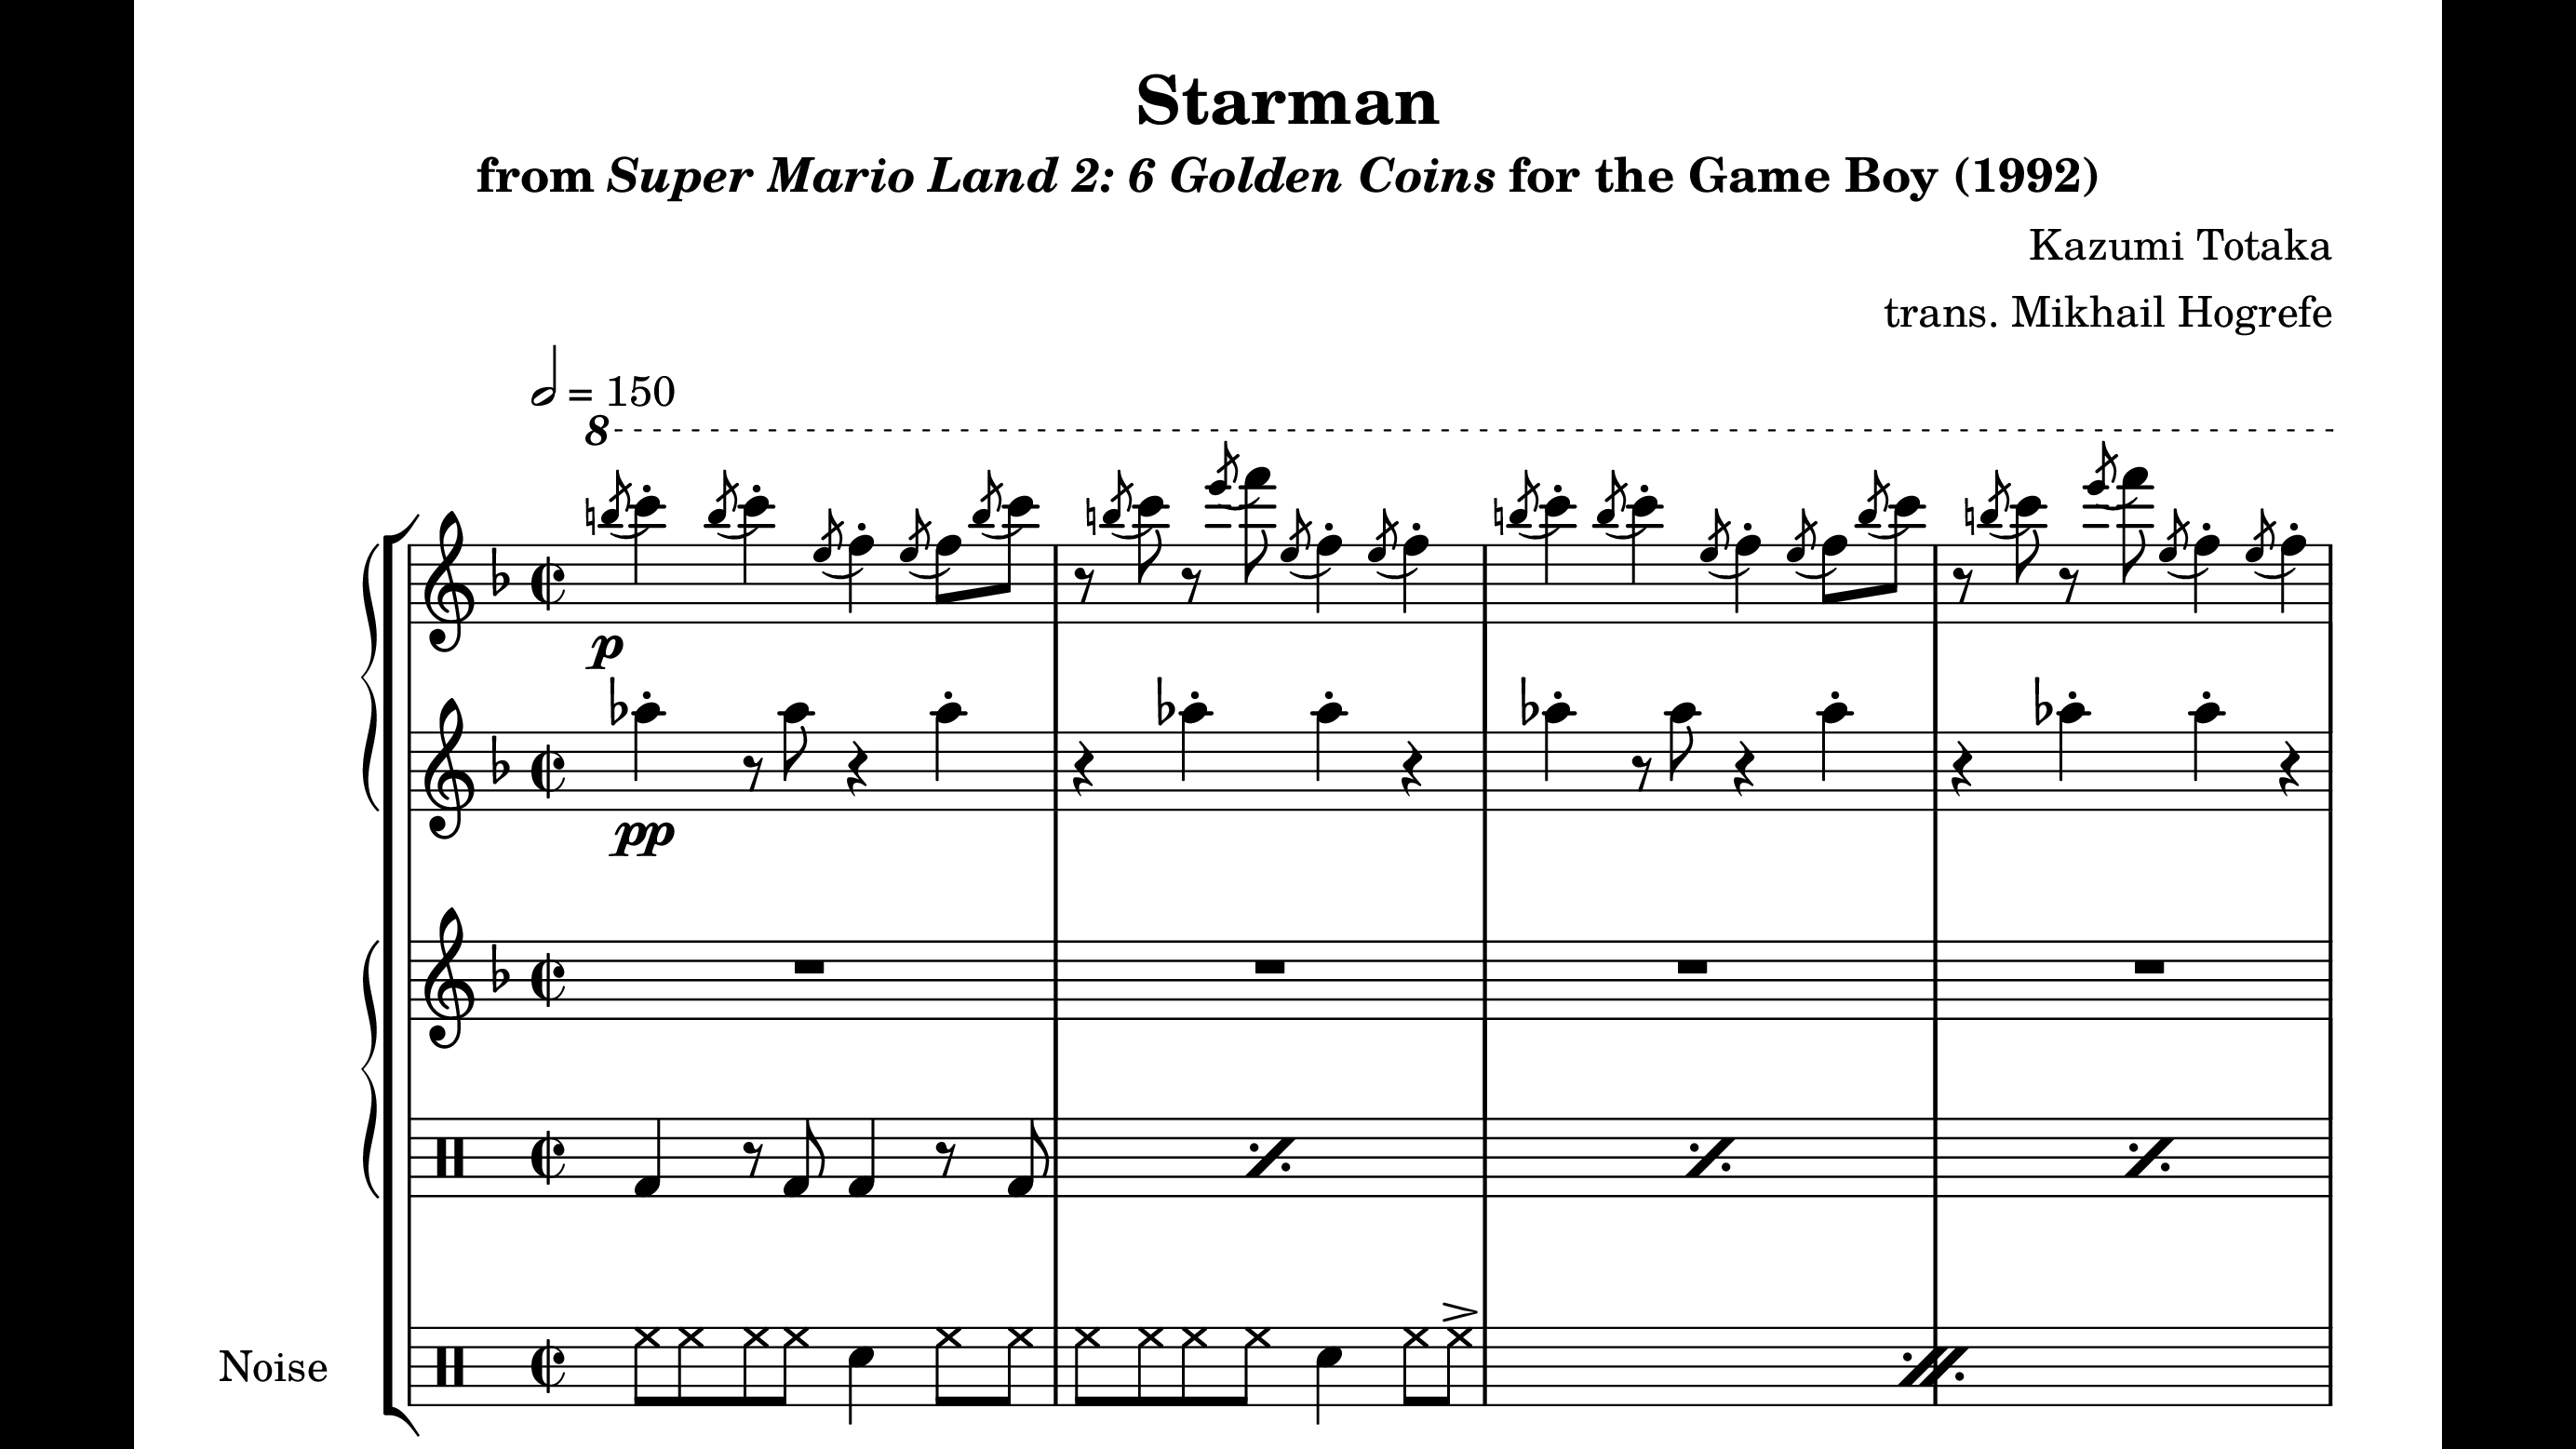 Starman
from Super Mario Land 2: 6 Golden Coins for the Game Boy (1992)
Kazumi Totaka
trans. Mikhail Hogrefe
= 150
8
p
pp
Noise